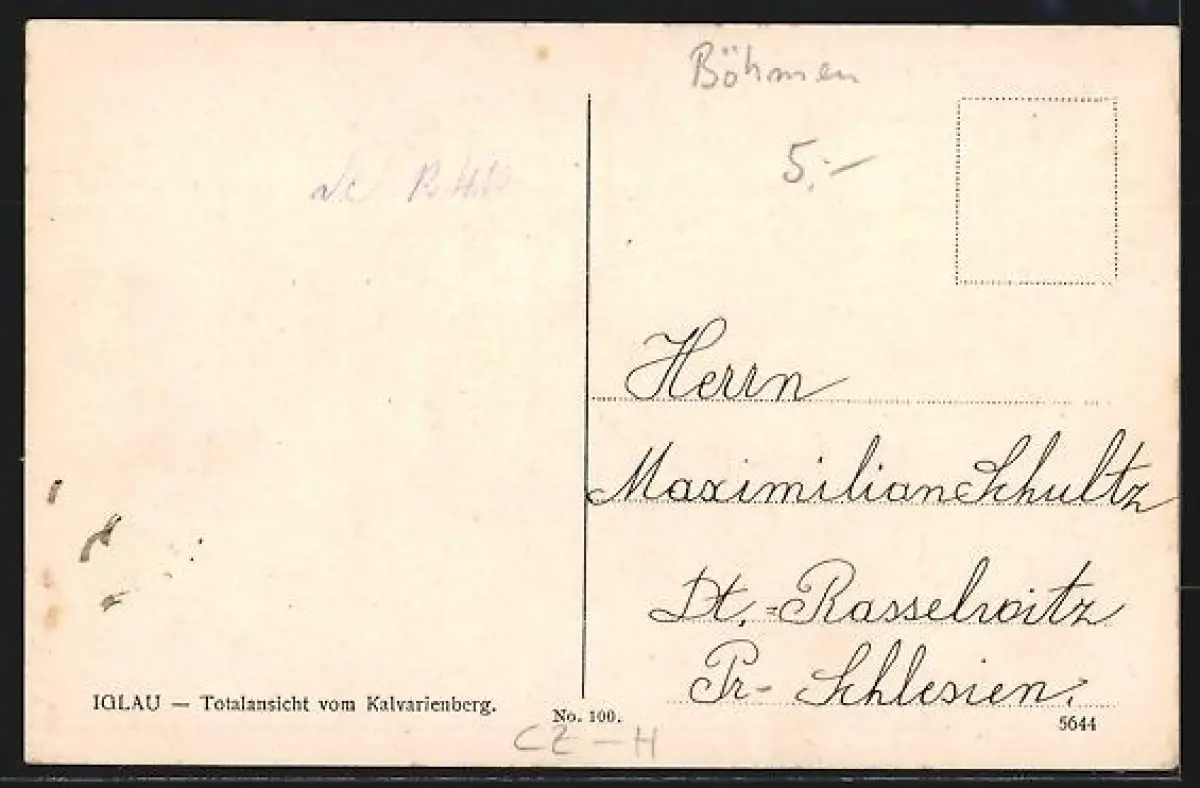 Böhmen
5.-
Herrn
Maximilian Schultz
Dt.=Rasselwitz
Pr- Schlesien.
IGLAU — Totalansicht vom Kalvarienberg.
No. 100.
5644
CZ - H